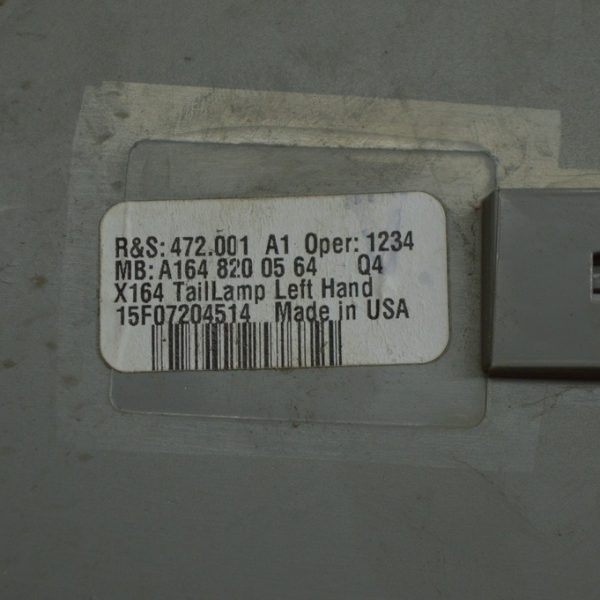 R&S: 472.001 A1 Oper: 1234
MB: A164 820 05 64 Q4
X164 TailLamp Left Hand
15F07204514 Made in USA